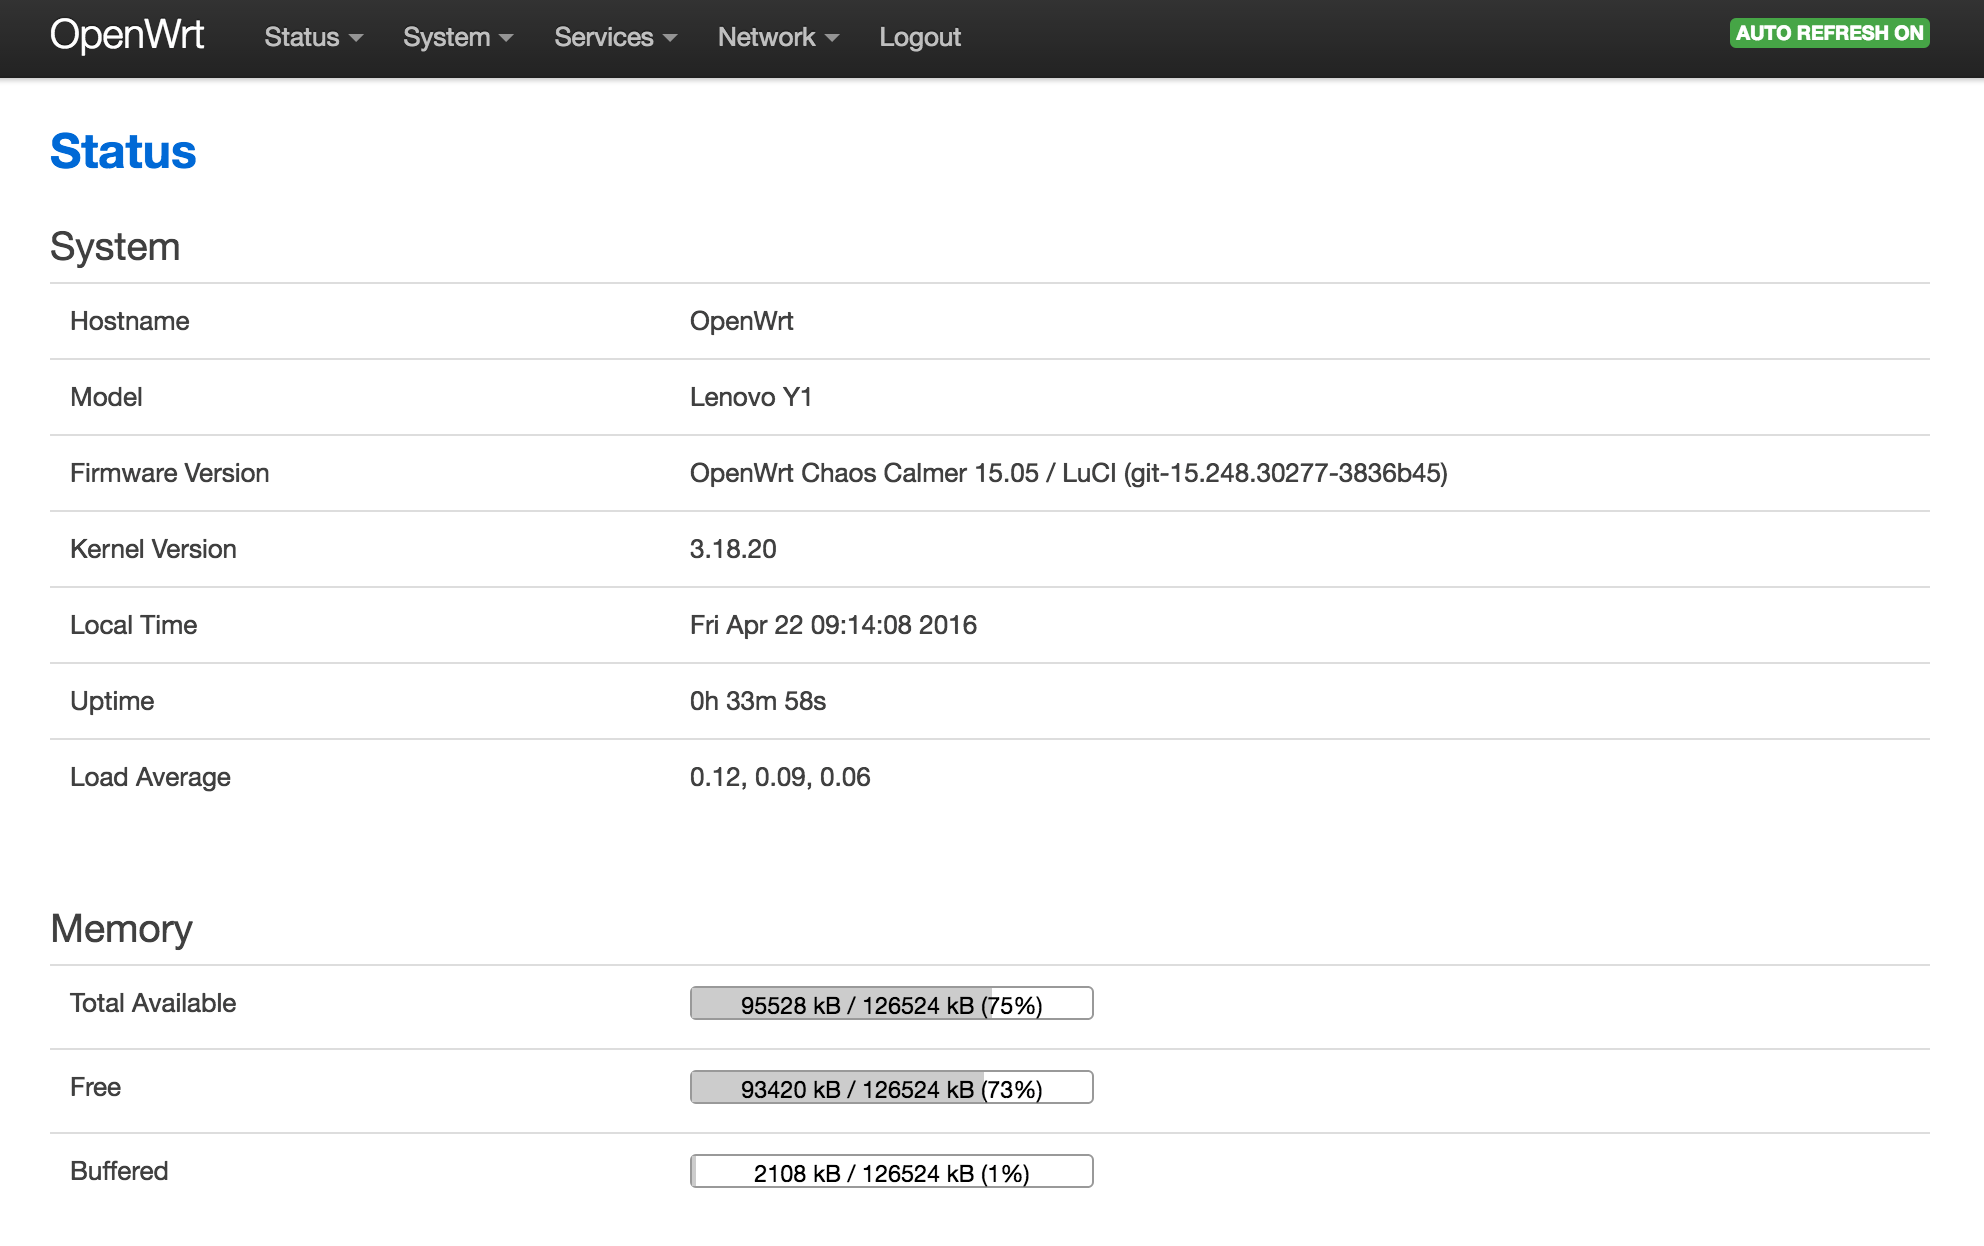 OpenWrt Status System Services Network Logout AUTO REFRESH ON
Status
System
Hostname OpenWrt
Model Lenovo Y1
Firmware Version OpenWrt Chaos Calmer 15.05 / LuCI (git-15.248.30277-3836b45)
Kernel Version 3.18.20
Local Time Fri Apr 22 09:14:08 2016
Uptime 0h 33m 58s
Load Average 0.12, 0.09, 0.06
Memory
Total Available 95528 kB / 126524 kB (75%)
Free 93420 kB / 126524 kB (73%)
Buffered 2108 kB / 126524 kB (1%)